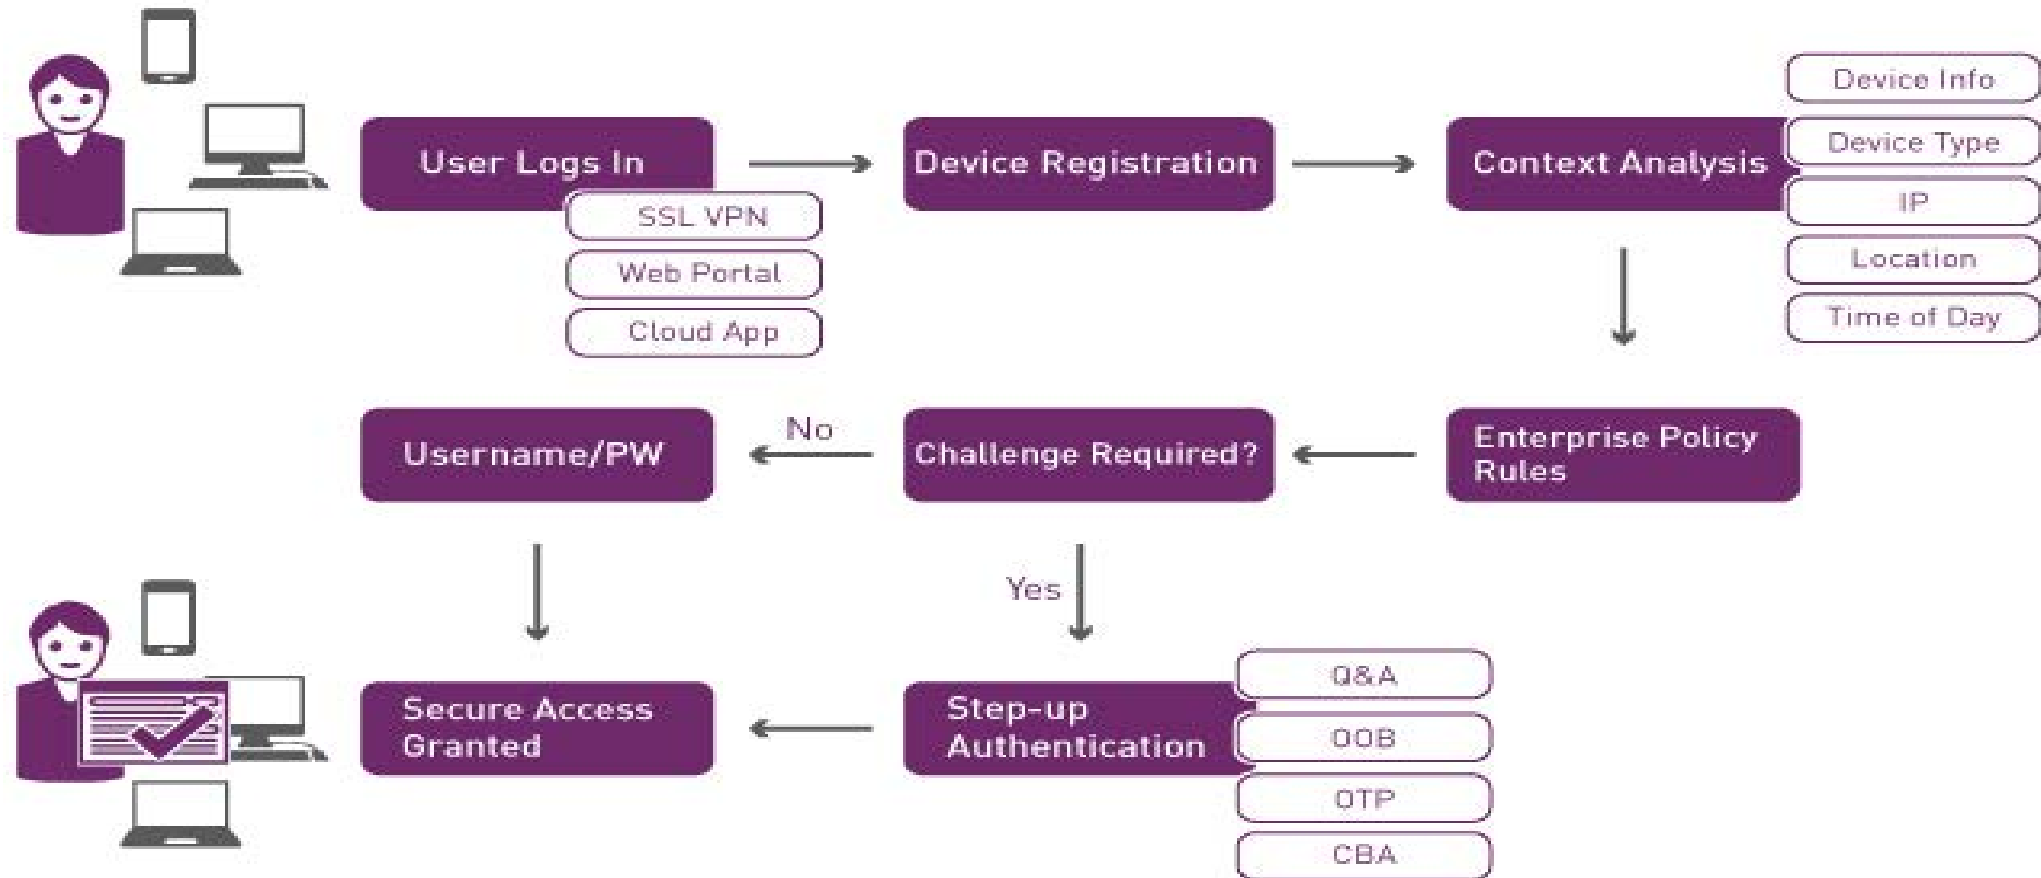 User Logs In
SSL VPN
Web Portal
Cloud App
Device Registration
Context Analysis
Device Info
Device Type
IP
Location
Time of Day
Enterprise Policy
Rules
Challenge Required?
No
Username/PW
Yes
Step-up
Authentication
Q&A
OOB
OTP
CBA
Secure Access
Granted